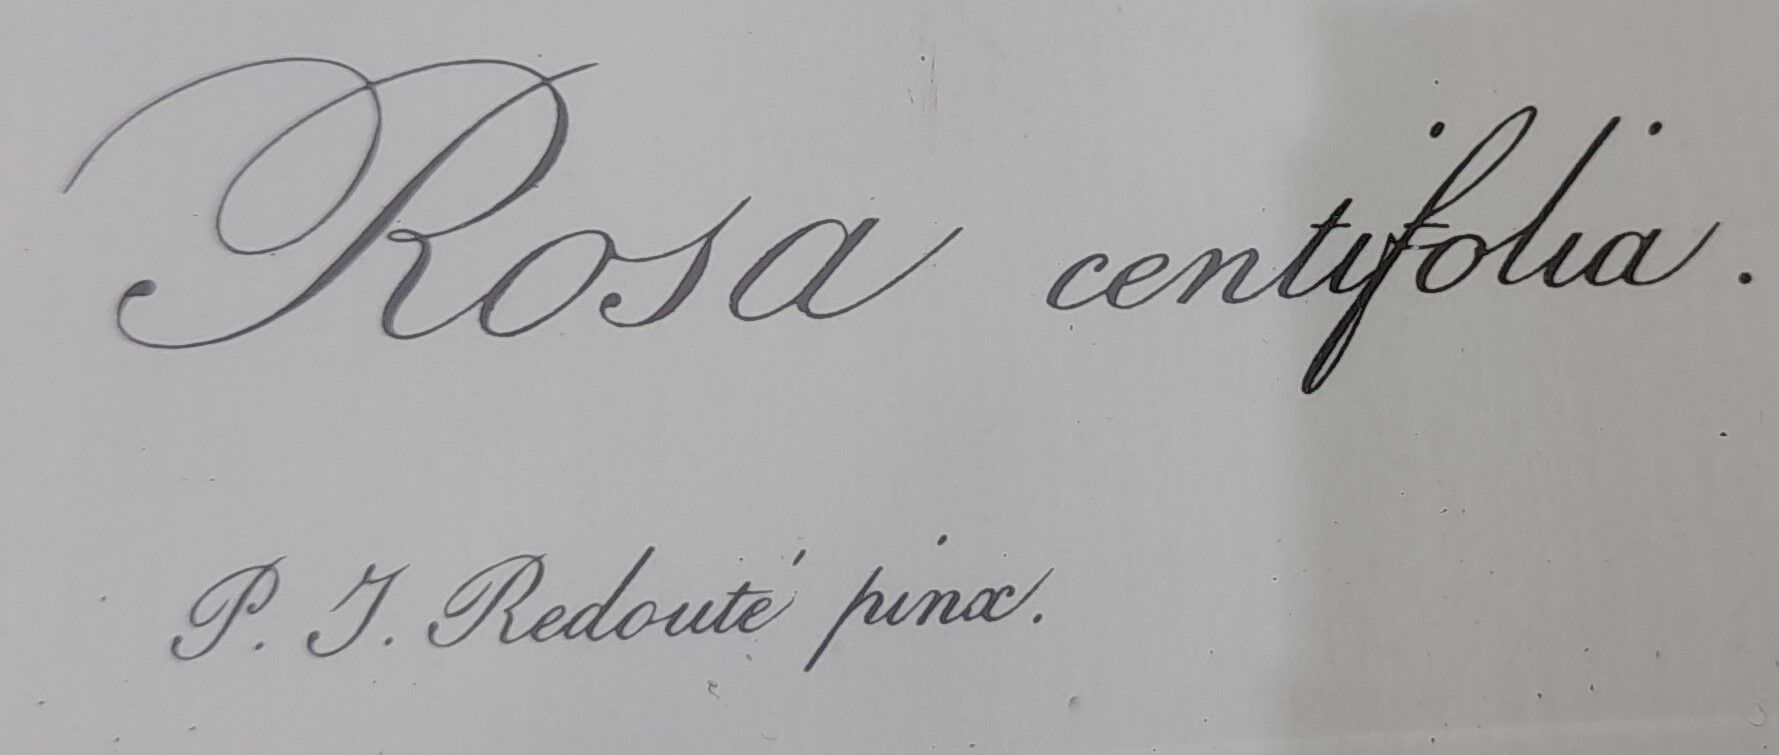 Rosa centifolia.
P. J. Redouté pinx.